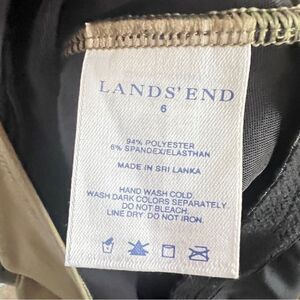 LANDS' END
6
94% POLYESTER
6% SPANDEX/ELASTHAN
MADE IN SRI LANKA
HAND WASH COLD.
WASH DARK COLORS SEPARATELY.
DO NOT BLEACH.
LINE DRY. DO NOT IRON.